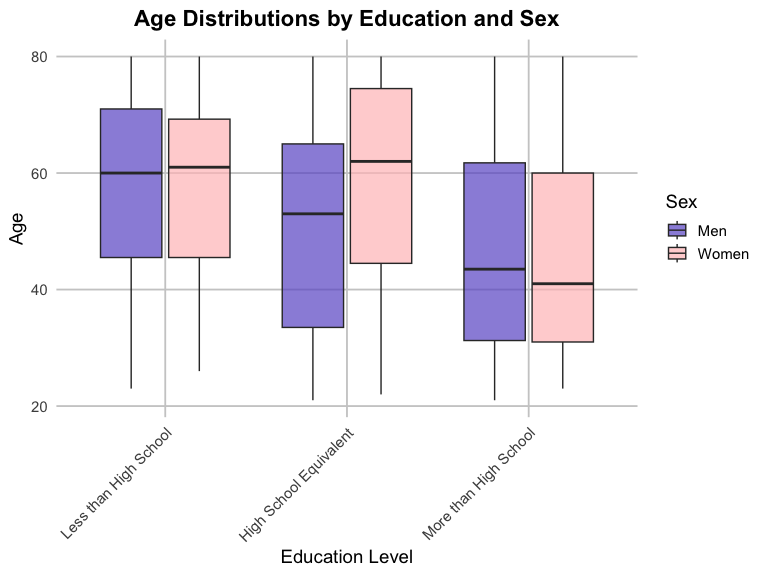 Age Distributions by Education and Sex
80
60
40
20
Age
Less than High School
High School Equivalent
More than High School
Education Level
Sex
Men
Women